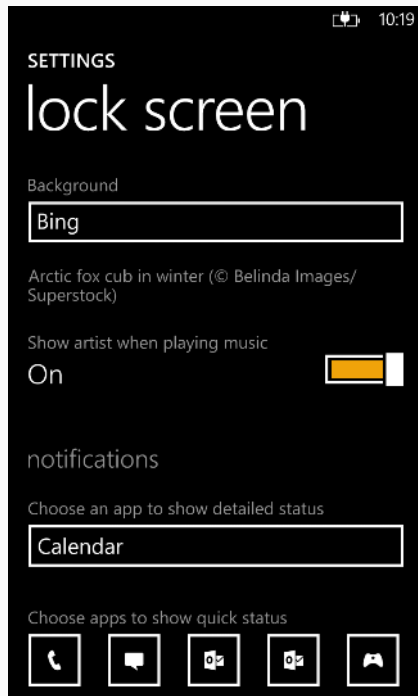 10:19
SETTINGS
lock screen
Background
Bing
Arctic fox cub in winter (© Belinda Images/
Superstock)
Show artist when playing music
On
notifications
Choose an app to show detailed status
Calendar
Choose apps to show quick status